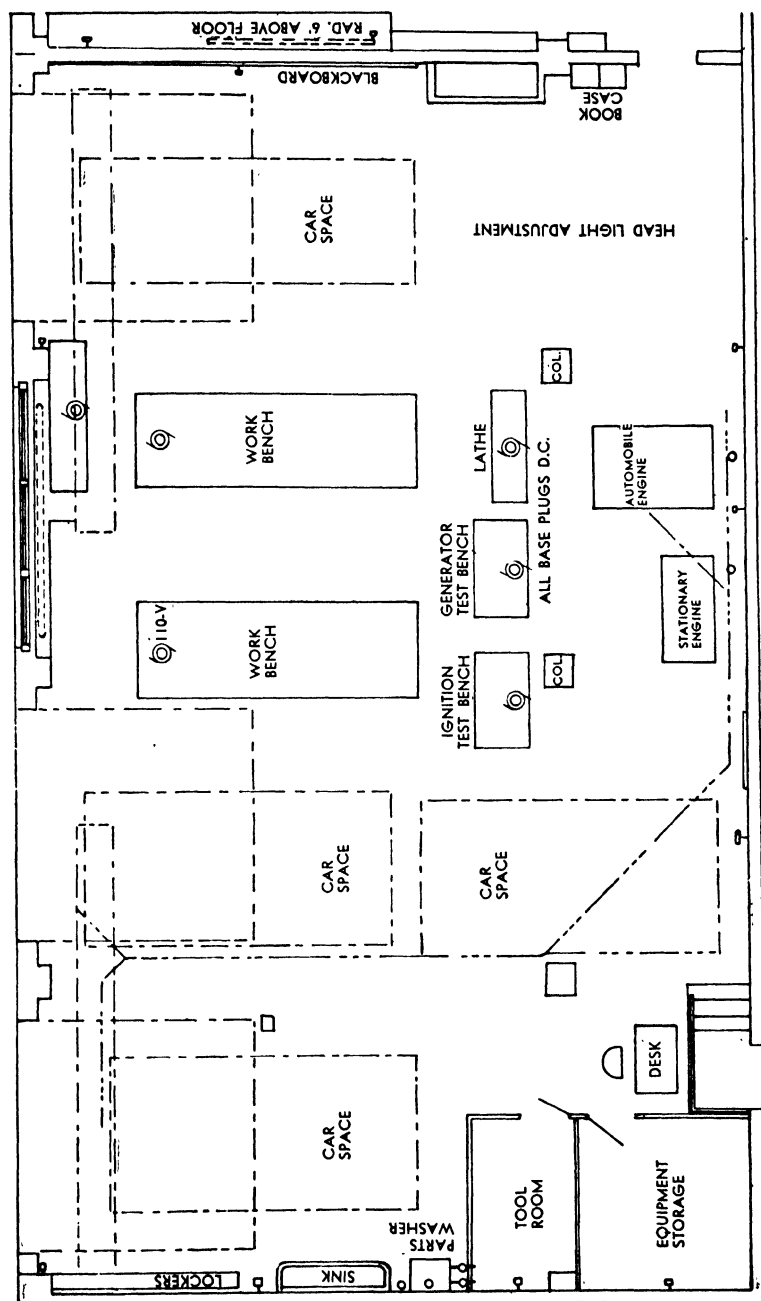 RAD. 6' ABOVE FLOOR
BLACKBOARD
BOOK
CASE
CAR
SPACE
HEAD LIGHT ADJUSTMENT
COL.
WORK
BENCH
LATHE
ALL BASE PLUGS D.C.
AUTOMOBILE
ENGINE
GENERATOR
TEST BENCH
110-V
WORK
BENCH
STATIONARY
ENGINE
IGNITION
TEST BENCH
COL.
CAR
SPACE
CAR
SPACE
CAR
SPACE
DESK
PARTS
WASHER
TOOL
ROOM
EQUIPMENT
STORAGE
LOCKERS
SINK